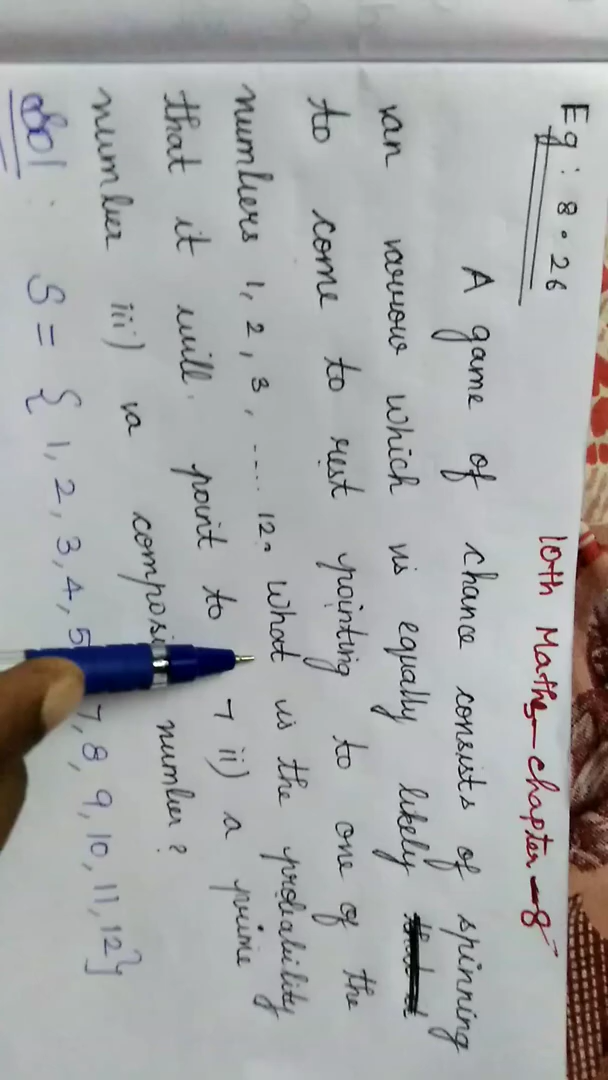 Eg : 8.26
10th Maths - chapter - 8
A game of chance consists of spinning
an arrow which is equally likely
to come to rest pointing to one of the
numbers 1, 2, 3, .... 12. what is the probability
that it will point to 7 ii) a prime
number iii) a number ?
Sol : S = { 1, 2, 3, 4, 5 7, 8, 9, 10, 11, 12}